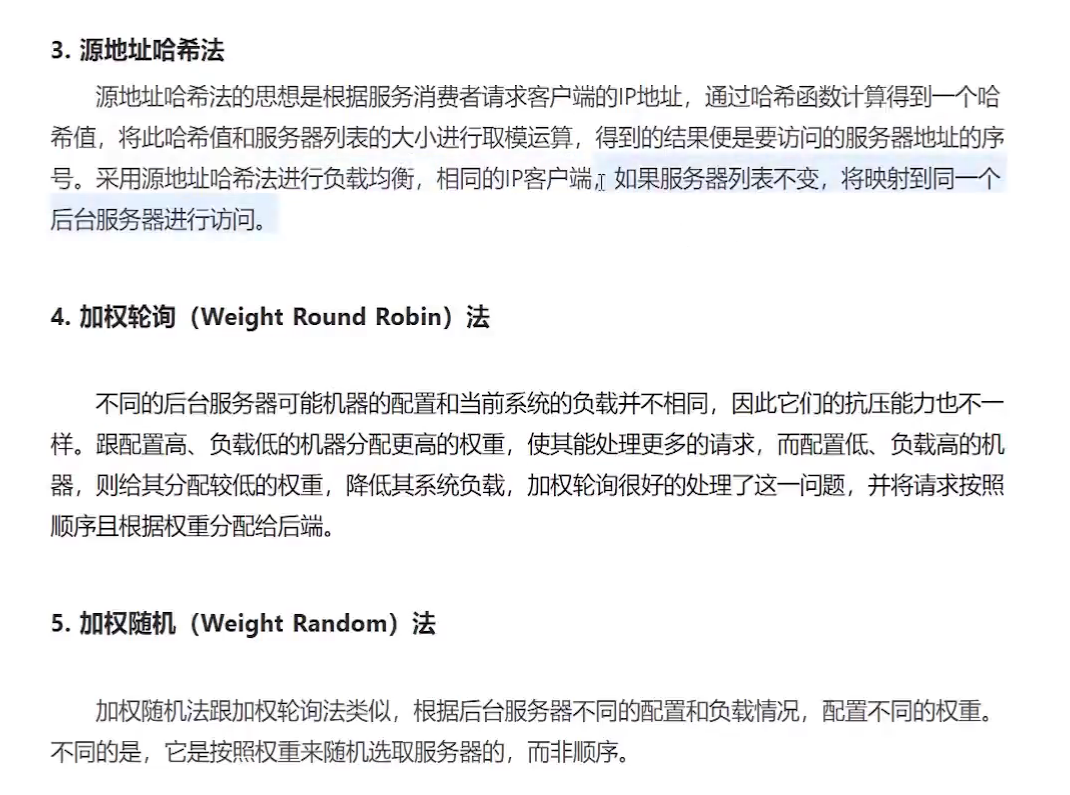 3. 源地址哈希法
源地址哈希法的思想是根据服务消费者请求客户端的IP地址，通过哈希函数计算得到一个哈
希值，将此哈希值和服务器列表的大小进行取模运算，得到的结果便是要访问的服务器地址的序
号。采用源地址哈希法进行负载均衡，相同的IP客户端，如果服务器列表不变，将映射到同一个
后台服务器进行访问。
4. 加权轮询（Weight Round Robin）法
不同的后台服务器可能机器的配置和当前系统的负载并不相同，因此它们的抗压能力也不一
样。跟配置高、负载低的机器分配更高的权重，使其能处理更多的请求，而配置低、负载高的机
器，则给其分配较低的权重，降低其系统负载，加权轮询很好的处理了这一问题，并将请求按照
顺序且根据权重分配给后端。
5. 加权随机（Weight Random）法
加权随机法跟加权轮询法类似，根据后台服务器不同的配置和负载情况，配置不同的权重。
不同的是，它是按照权重来随机选取服务器的，而非顺序。